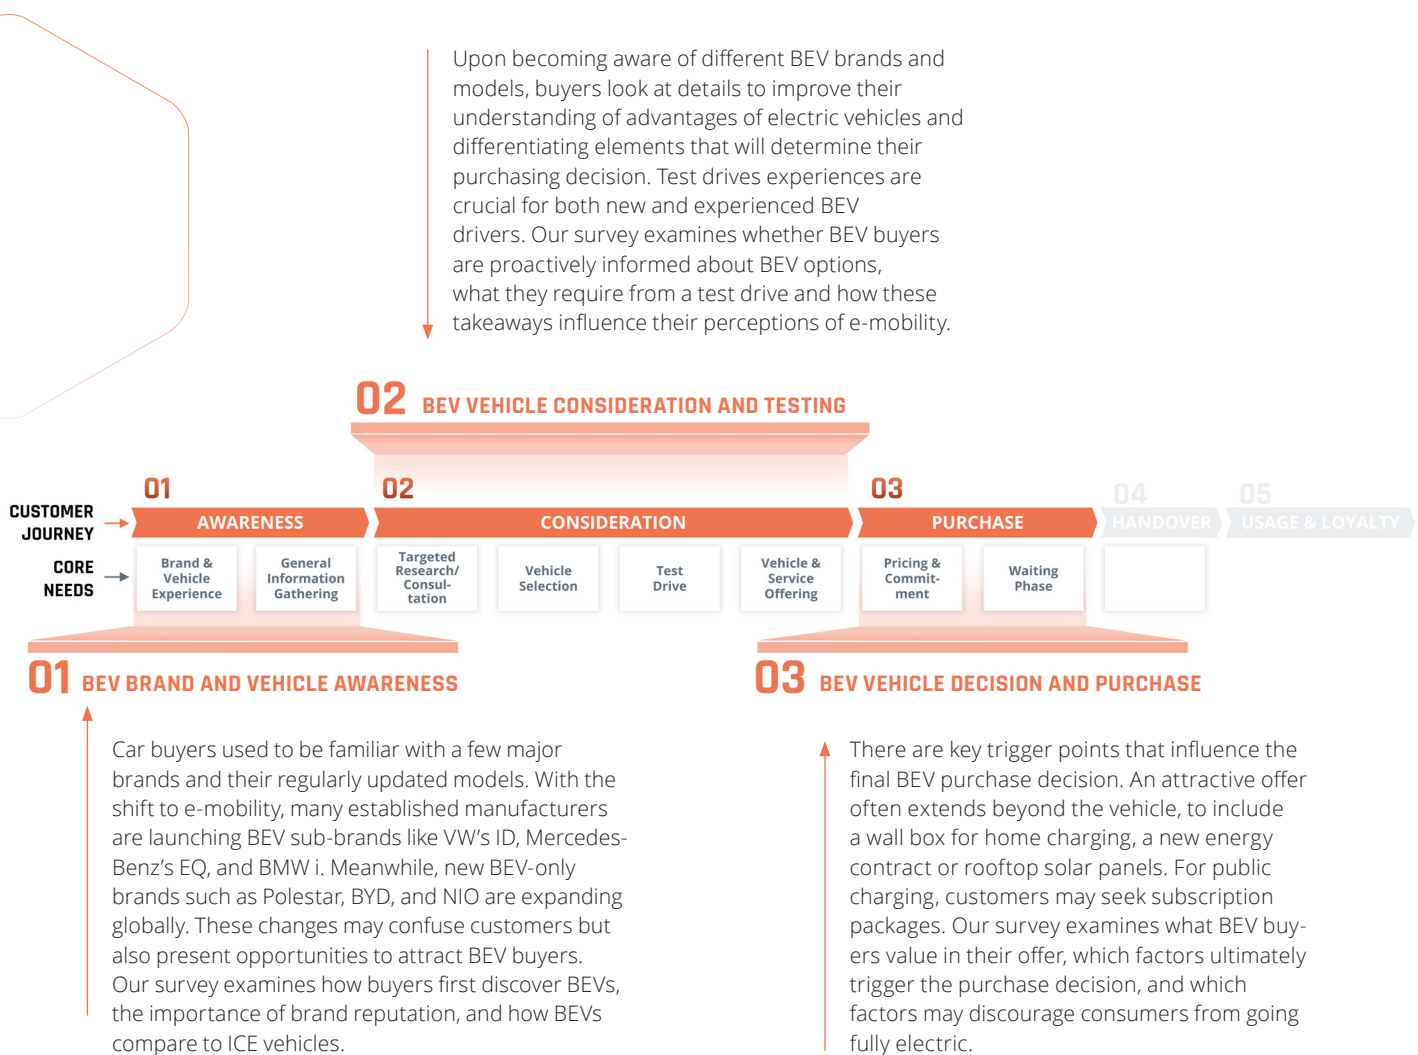 Upon becoming aware of different BEV brands and
models, buyers look at details to improve their
understanding of advantages of electric vehicles and
differentiating elements that will determine their
purchasing decision. Test drives experiences are
crucial for both new and experienced BEV
drivers. Our survey examines whether BEV buyers
are proactively informed about BEV options,
what they require from a test drive and how these
takeaways influence their perceptions of e-mobility.
02 BEV VEHICLE CONSIDERATION AND TESTING
CUSTOMER
JOURNEY
01
AWARENESS
02
CONSIDERATION
03
PURCHASE
04
HANDOVER
05
USAGE & LOYALTY
CORE
NEEDS
Brand &
Vehicle
Experience
General
Information
Gathering
Targeted
Research/
Consul-
tation
Vehicle
Selection
Test
Drive
Vehicle &
Service
Offering
Pricing &
Commit-
ment
Waiting
Phase
01 BEV BRAND AND VEHICLE AWARENESS
Car buyers used to be familiar with a few major
brands and their regularly updated models. With the
shift to e-mobility, many established manufacturers
are launching BEV sub-brands like VW’s ID, Mercedes-
Benz’s EQ, and BMW i. Meanwhile, new BEV-only
brands such as Polestar, BYD, and NIO are expanding
globally. These changes may confuse customers but
also present opportunities to attract BEV buyers.
Our survey examines how buyers first discover BEVs,
the importance of brand reputation, and how BEVs
compare to ICE vehicles.
03 BEV VEHICLE DECISION AND PURCHASE
There are key trigger points that influence the
final BEV purchase decision. An attractive offer
often extends beyond the vehicle, to include
a wall box for home charging, a new energy
contract or rooftop solar panels. For public
charging, customers may seek subscription
packages. Our survey examines what BEV buy-
ers value in their offer, which factors ultimately
trigger the purchase decision, and which
factors may discourage consumers from going
fully electric.